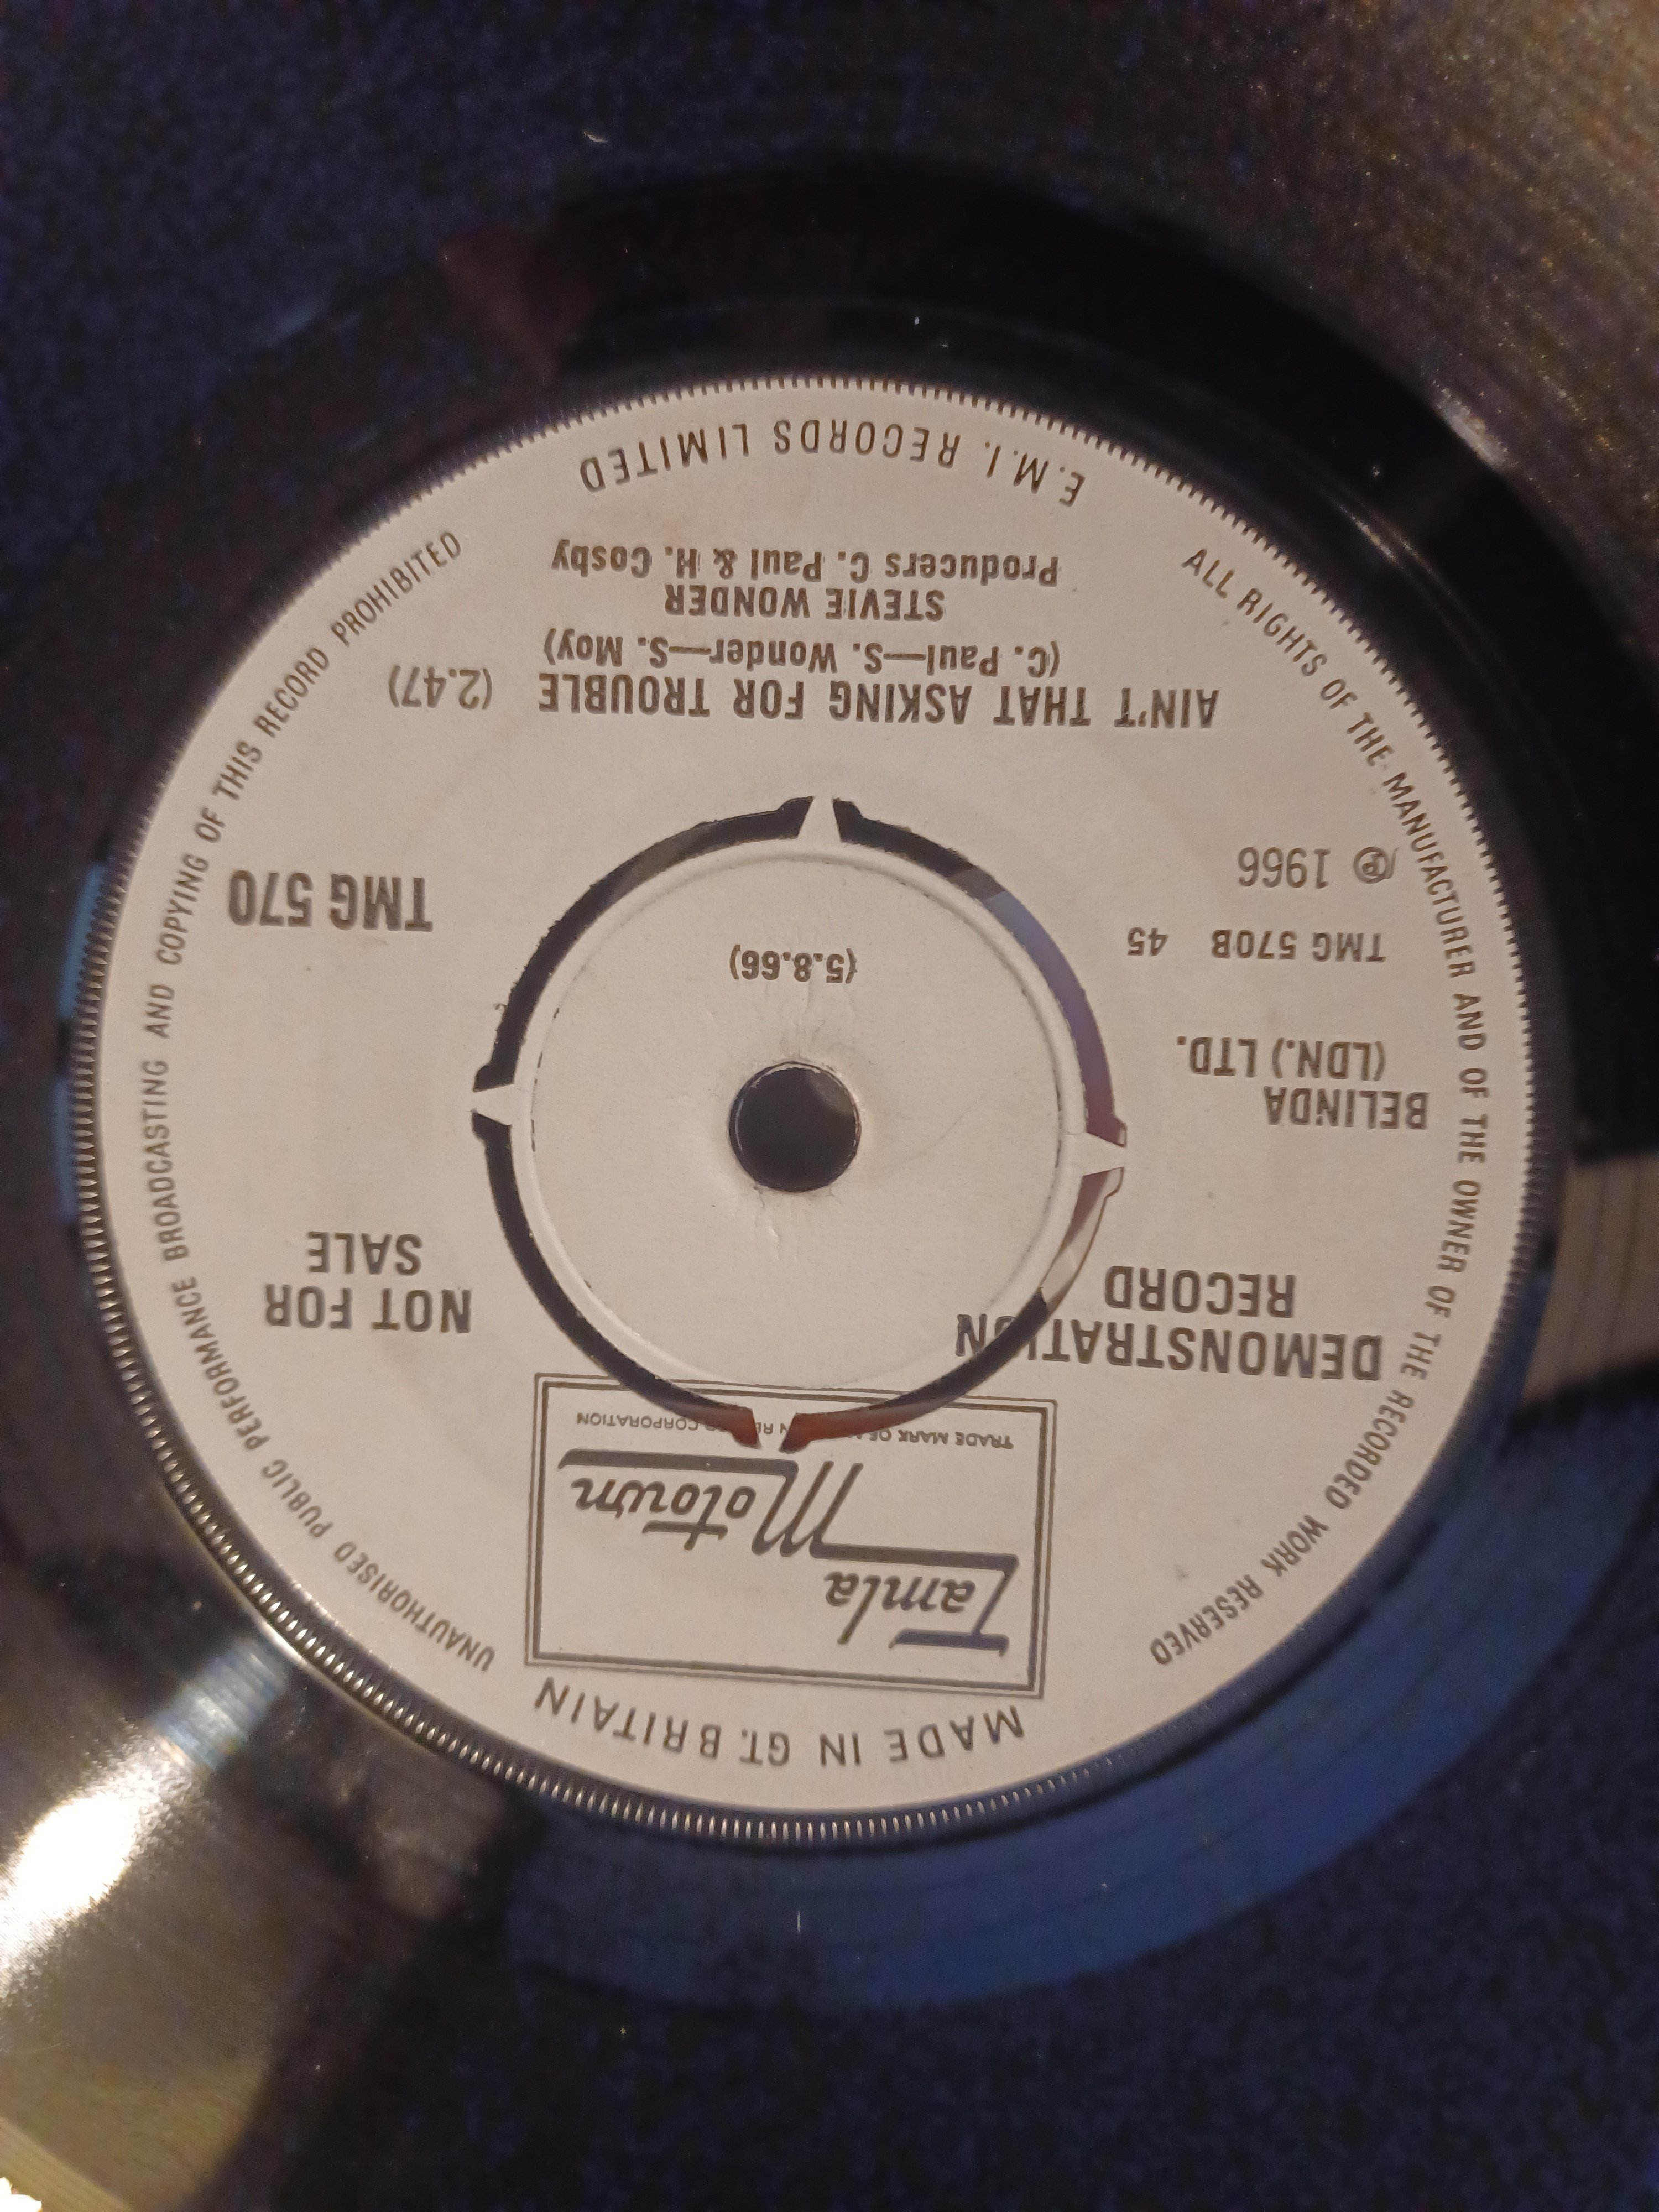 MADE IN GT. BRITAIN
Tamla
Motown
TRADE MARK OF CORPORATION
DEMONSTRATION
RECORD
NOT FOR
SALE
BELINDA
(LDN.) LTD.
TMG 570B 45
℗ 1966
(5.8.66)
TMG 570
AIN'T THAT ASKING FOR TROUBLE (2.47)
(C. Paul—S. Wonder—S. Moy)
STEVIE WONDER
Producers C. Paul & H. Cosby
E.M.I. RECORDS LIMITED
ALL RIGHTS OF THE MANUFACTURER AND OF THE OWNER OF THE RECORDED WORK RESERVED
UNAUTHORISED PUBLIC PERFORMANCE BROADCASTING AND COPYING OF THIS RECORD PROHIBITED